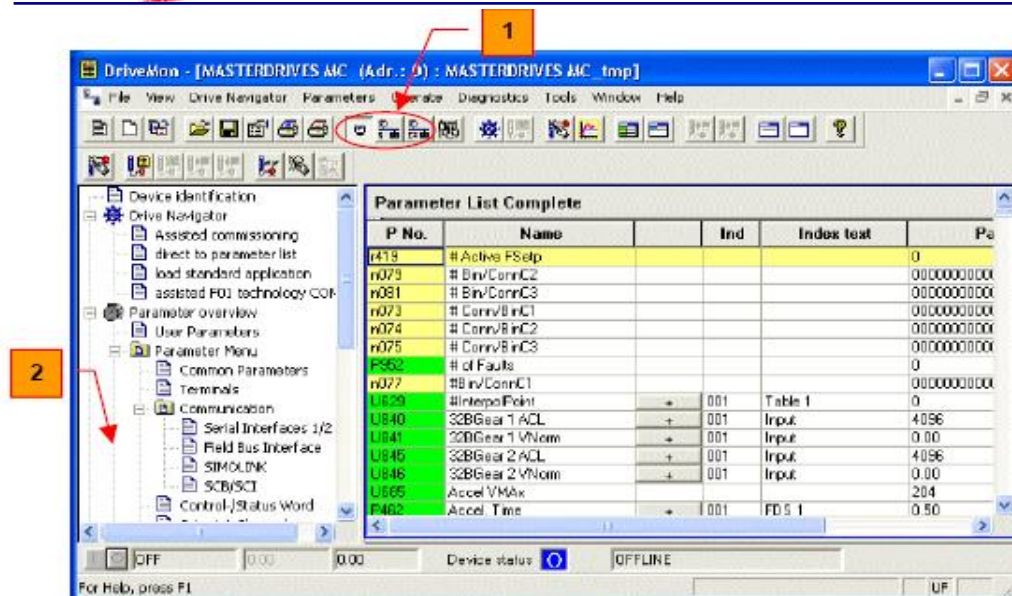 1
DriveMon - [MASTERDRIVES MC (Adr.: 0) : MASTERDRIVES MC_tmp]
File View Drive Navigator Parameters Operate Diagnostics Tools Window Help
Device identification
Drive Navigator
Assisted commissioning
direct to parameter list
load standard application
assisted F01 technology CON
Parameter overview
User Parameters
Parameter Menu
Common Parameters
Terminals
Communication
Serial Interfaces 1/2
Field Bus Interface
SIMOLINK
SCB/SCI
Control-/Status Word
2
Parameter List Complete
P No. Name Ind Index text Pa
r419 # Active FSetp 0
n079 # Bin/ConnC2
n081 # Bin/ConnC3
n073 # Conn/BinC1
n074 # Conn/BinC2
n075 # Conn/BinC3
P952 # of Faults 0
n077 #Bin/ConnC1
U629 #InterpolPoint + 001 Table 1 0
U840 32BGear 1 ACL + 001 Input 4096
U841 32BGear 1 VNorm + 001 Input 0.00
U845 32BGear 2 ACL + 001 Input 4096
U846 32BGear 2 VNorm + 001 Input 0.00
U665 Accel VMAx 204
P462 Accel. Time + 001 FDS 1 0.50
OFF 0.00 0.00 Device status OFFLINE
For Help, press F1 UF